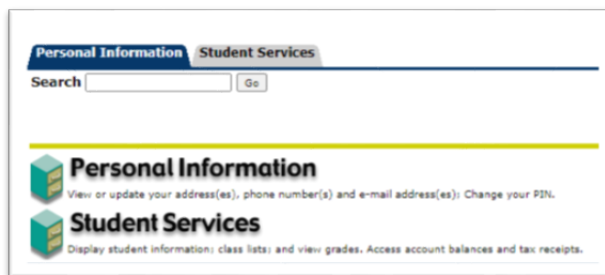 Personal Information Student Services
Search Go
Personal Information
View or update your address(es), phone number(s) and e-mail address(es); Change your PIN.
Student Services
Display student information; class lists; and view grades. Access account balances and tax receipts.